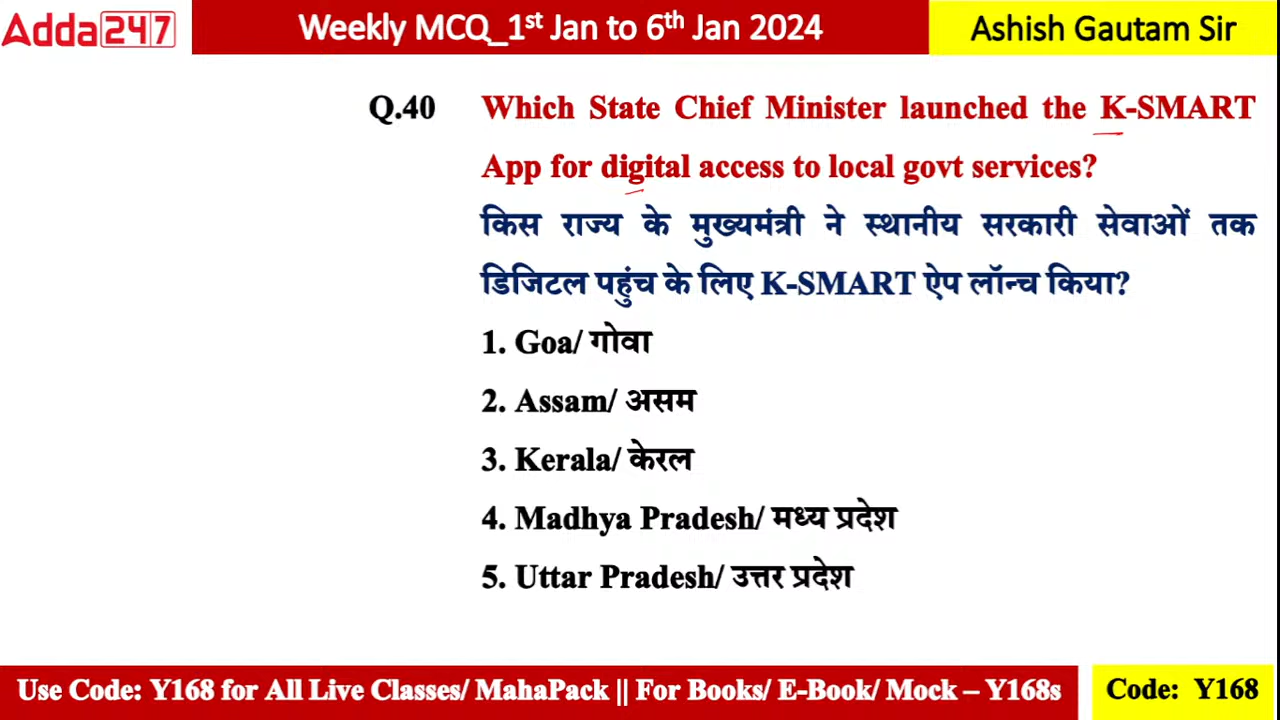 Adda247
Weekly MCQ_1st Jan to 6th Jan 2024
Ashish Gautam Sir
Q.40 Which State Chief Minister launched the K-SMART
App for digital access to local govt services?
किस राज्य के मुख्यमंत्री ने स्थानीय सरकारी सेवाओं तक
डिजिटल पहुंच के लिए K-SMART ऐप लॉन्च किया?
1. Goa/ गोवा
2. Assam/ असम
3. Kerala/ केरल
4. Madhya Pradesh/ मध्य प्रदेश
5. Uttar Pradesh/ उत्तर प्रदेश
Use Code: Y168 for All Live Classes/ MahaPack || For Books/ E-Book/ Mock – Y168s
Code: Y168